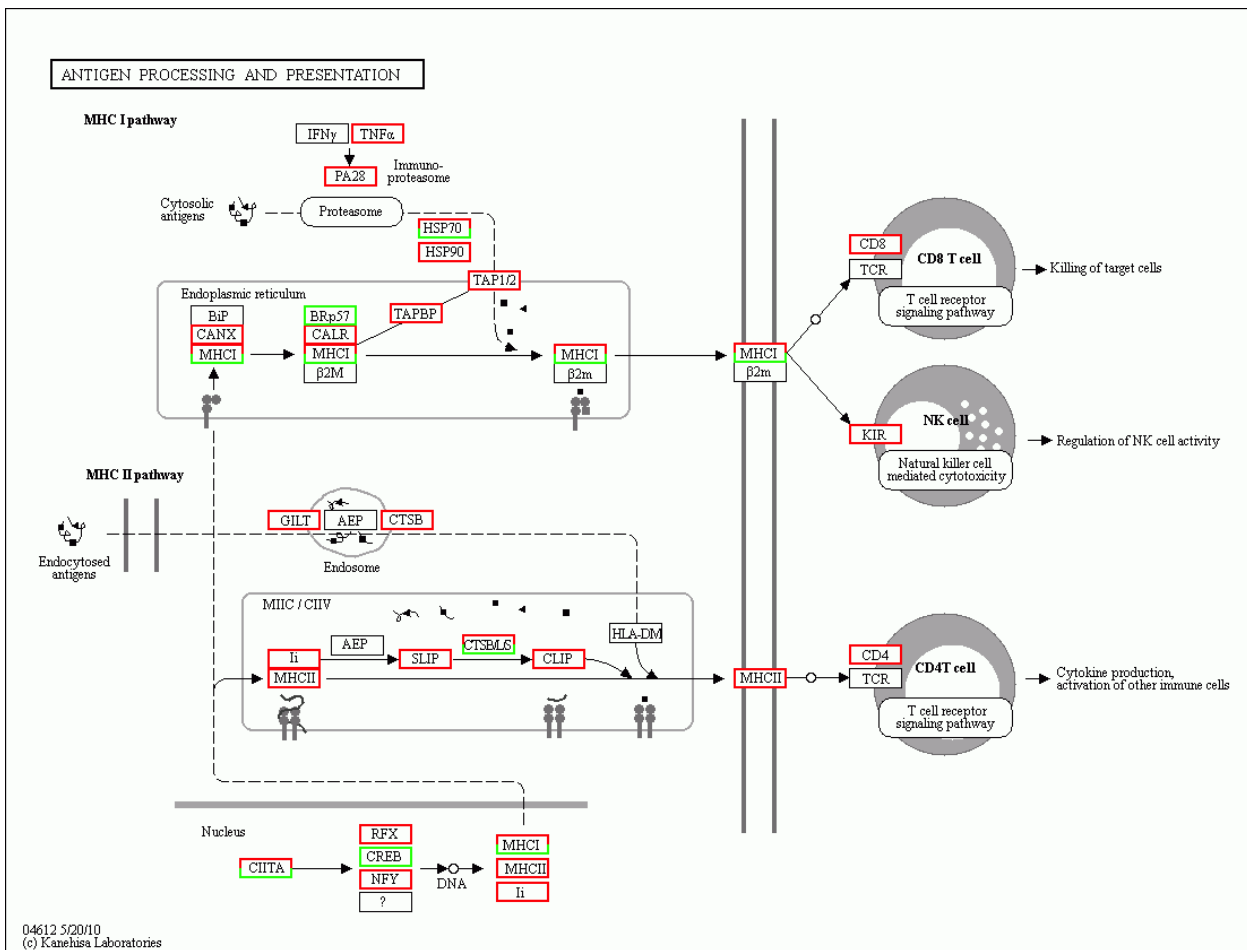 ANTIGEN PROCESSING AND PRESENTATION
MHC I pathway
IFNγ
TNFα
PA28
Immuno-
proteasome
Cytosolic
antigens
Proteasome
HSP70
HSP90
TAP1/2
Endoplasmic reticulum
BiP
CANX
MHCI
BRp57
CALR
MHCI
β2M
TAPBP
MHCI
β2m
MHCI
β2m
CD8
TCR
CD8 T cell
T cell receptor
signaling pathway
Killing of target cells
KIR
NK cell
Natural killer cell
mediated cytotoxicity
Regulation of NK cell activity
MHC II pathway
Endocytosed
antigens
GILT
AEP
CTSB
Endosome
MIIC / CIIV
Ii
MHCII
AEP
SLIP
CTSB/L/S
CLIP
HLA-DM
MHCII
CD4
TCR
CD4T cell
T cell receptor
signaling pathway
Cytokine production,
activation of other immune cells
Nucleus
CIITA
RFX
CREB
NFY
?
DNA
MHCI
MHCII
Ii
04612 5/20/10
(c) Kanehisa Laboratories